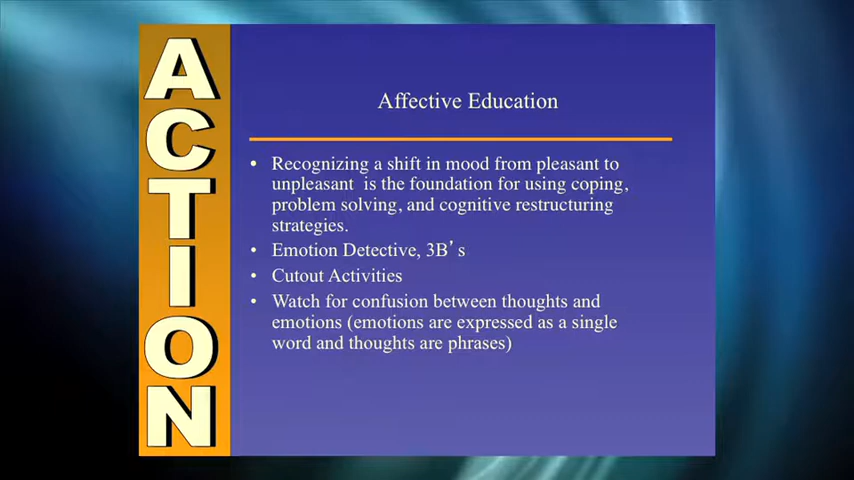 ACTION
Affective Education
• Recognizing a shift in mood from pleasant to
unpleasant is the foundation for using coping,
problem solving, and cognitive restructuring
strategies.
• Emotion Detective, 3B’s
• Cutout Activities
• Watch for confusion between thoughts and
emotions (emotions are expressed as a single
word and thoughts are phrases)